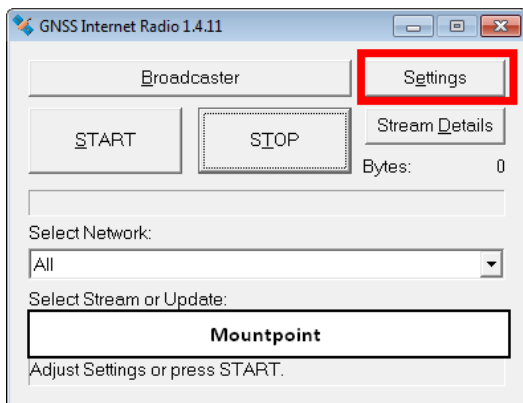 GNSS Internet Radio 1.4.11
Broadcaster
Settings
START
STOP
Stream Details
Bytes: 0
Select Network:
All
Select Stream or Update:
Mountpoint
Adjust Settings or press START.